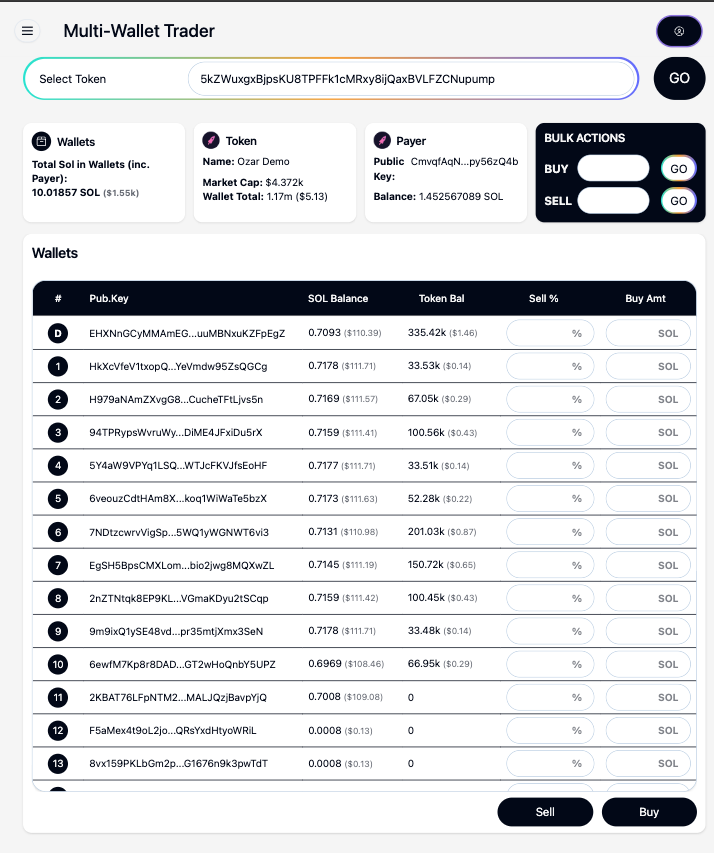 Multi-Wallet Trader
Select Token 5kZWuxgxBjpsKU8TPFFk1cMRxy8ijQaxBVLFZCNupump GO
Wallets
Total Sol in Wallets (inc.
Payer):
10.01857 SOL ($1.55k)
Token
Name: Ozar Demo
Market Cap: $4.372k
Wallet Total: 1.17m ($5.13)
Payer
Public CmvqfAqN...py56zQ4b
Key:
Balance: 1.452567089 SOL
BULK ACTIONS
BUY GO
SELL GO
Wallets
# Pub.Key SOL Balance Token Bal Sell % Buy Amt
D EHXNnGCyMMAmEG...uuMBNxuKZFpEgZ 0.7093 ($110.39) 335.42k ($1.46) % SOL
1 HkXcVfeV1txopQ...YeVmdw95ZsQGCg 0.7178 ($111.71) 33.53k ($0.14) % SOL
2 H979aNAmZXvgG8...CucheTFtLjvs5n 0.7169 ($111.57) 67.05k ($0.29) % SOL
3 94TPRypsWvruWy...DiME4JFxiDu5rX 0.7159 ($111.41) 100.56k ($0.43) % SOL
4 5Y4aW9VPYq1LSQ...WTJcFKVJfsEoHF 0.7177 ($111.71) 33.51k ($0.14) % SOL
5 6veouzCdtHAm8X...koq1WiWaTe5bzX 0.7173 ($111.63) 52.28k ($0.22) % SOL
6 7NDtzcwrvVigSp...5WQ1yWGNWT6vi3 0.7131 ($110.98) 201.03k ($0.87) % SOL
7 EgSH5BpsCMXLom...bio2jwg8MQXwZL 0.7145 ($111.19) 150.72k ($0.65) % SOL
8 2nZTNtqk8EP9KL...VGmaKDyu2tSCqp 0.7159 ($111.42) 100.45k ($0.43) % SOL
9 9m9ixQ1ySE48vd...pr35mtjXmx3SeN 0.7178 ($111.71) 33.48k ($0.14) % SOL
10 6ewfM7Kp8r8DAD...GT2wHoQnbY5UPZ 0.6969 ($108.46) 66.95k ($0.29) % SOL
11 2KBAT76LFpNTM2...MALJQzjBavpYjQ 0.7008 ($109.08) 0 % SOL
12 F5aMex4t9oL2jo...QRsYxdHtyoWRiL 0.0008 ($0.13) 0 % SOL
13 8vx159PKLbGm2p...G1676n9k3pwTdT 0.0008 ($0.13) 0 % SOL
Sell Buy